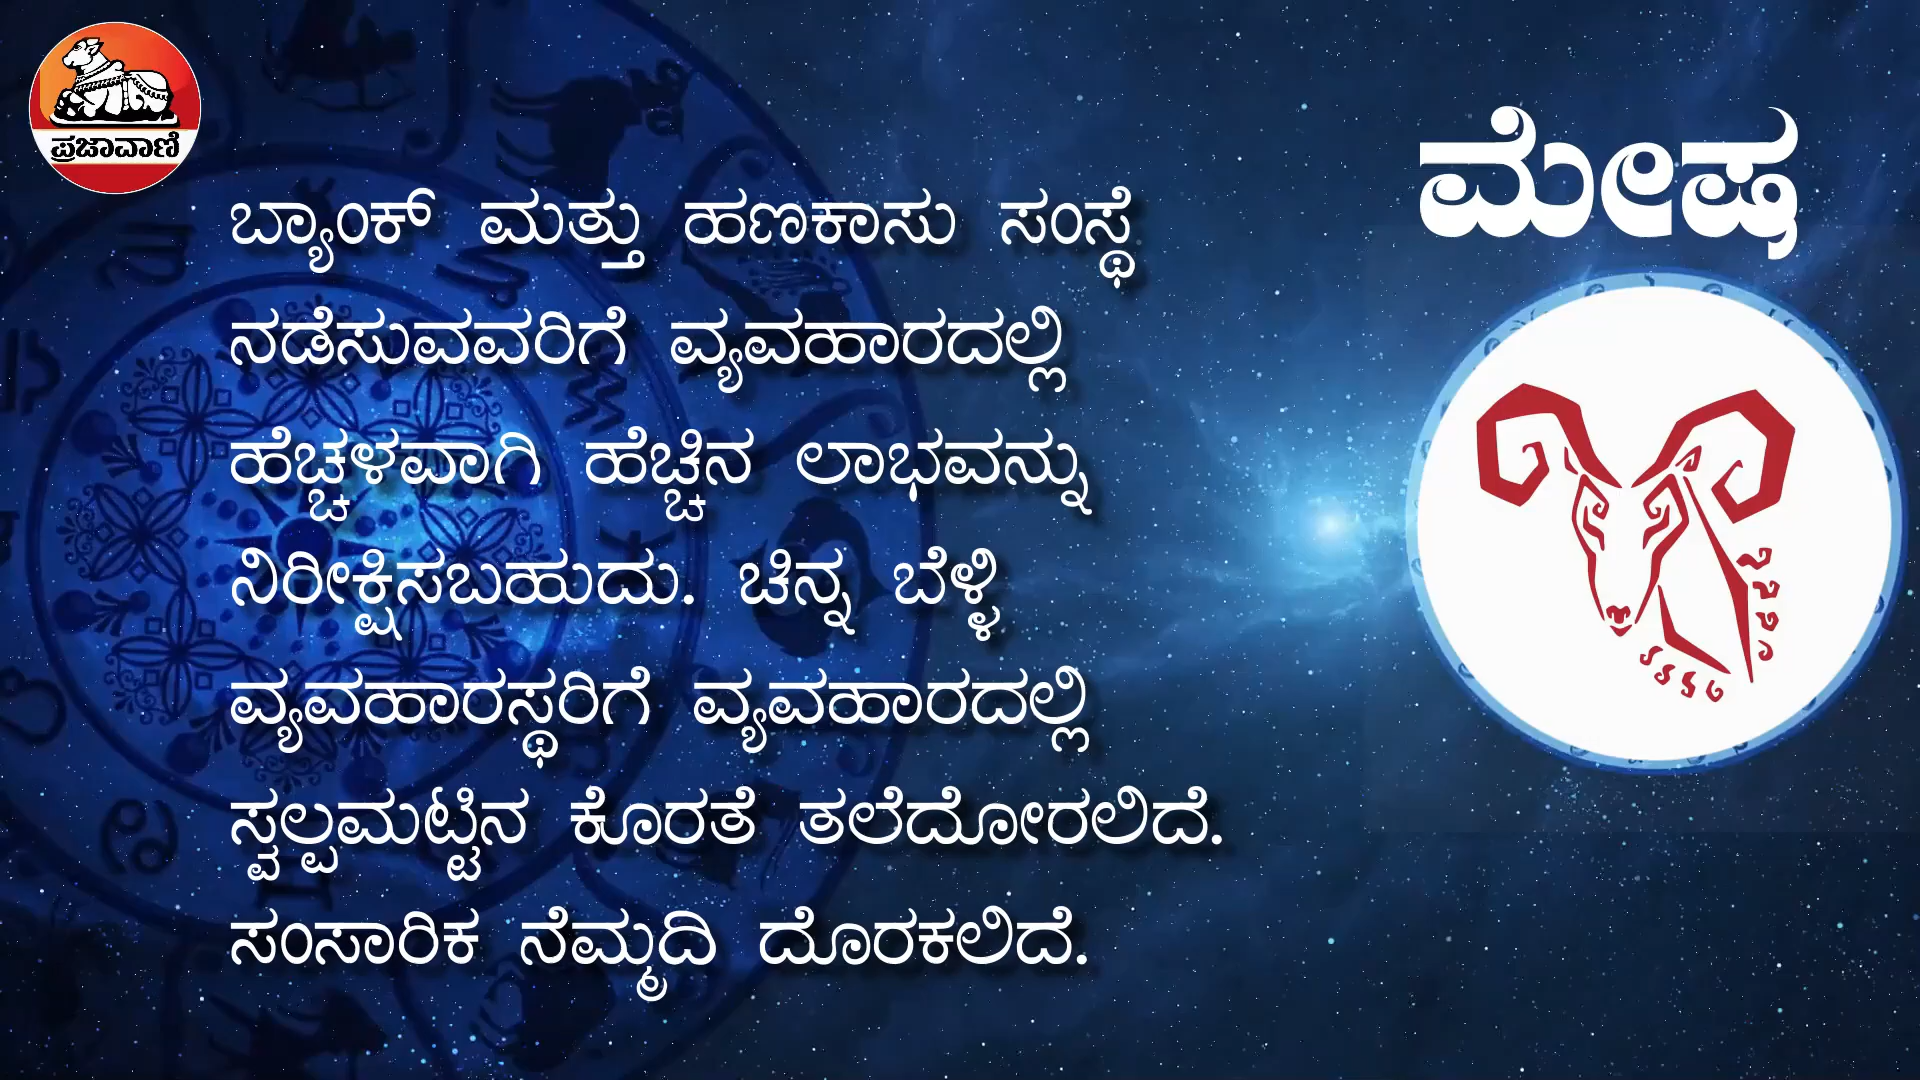 ಪ್ರಜಾವಾಣಿ
ಮೇಷ
ಬ್ಯಾಂಕ್ ಮತ್ತು ಹಣಕಾಸು ಸಂಸ್ಥೆ
ನಡೆಸುವವರಿಗೆ ವ್ಯವಹಾರದಲ್ಲಿ
ಹೆಚ್ಚಳವಾಗಿ ಹೆಚ್ಚಿನ ಲಾಭವನ್ನು
ನಿರೀಕ್ಷಿಸಬಹುದು. ಚಿನ್ನ ಬೆಳ್ಳಿ
ವ್ಯವಹಾರಸ್ಥರಿಗೆ ವ್ಯವಹಾರದಲ್ಲಿ
ಸ್ವಲ್ಪಮಟ್ಟಿನ ಕೊರತೆ ತಲೆದೋರಲಿದೆ.
ಸಂಸಾರಿಕ ನೆಮ್ಮದಿ ದೊರಕಲಿದೆ.